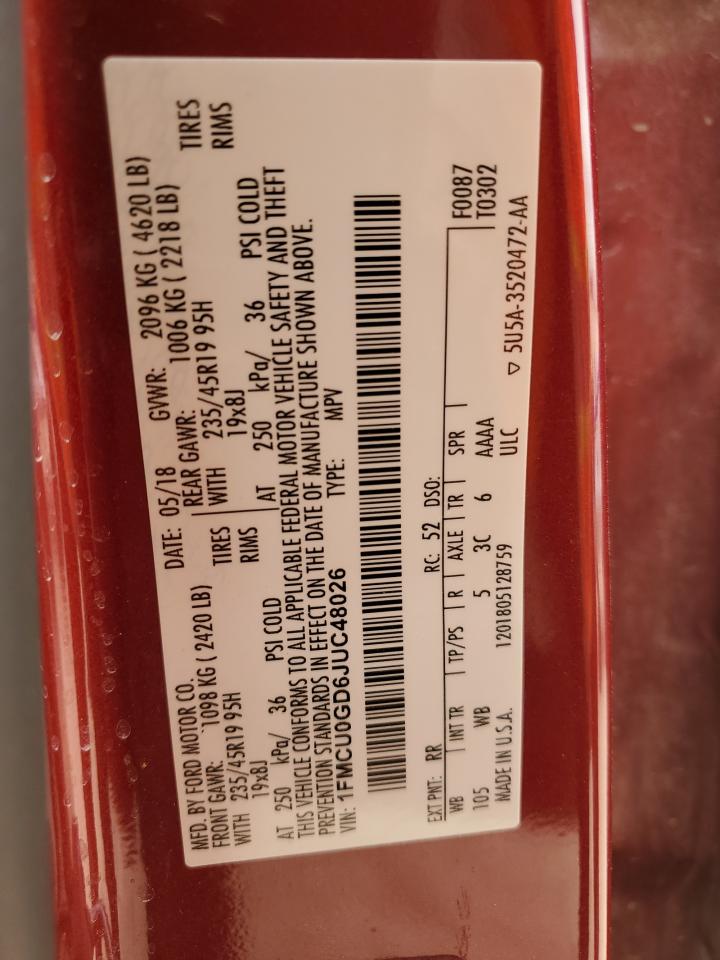 MFD. BY FORD MOTOR CO.
DATE: 05/18 GVWR: 2096 KG ( 4620 LB)
FRONT GAWR: 1098 KG ( 2420 LB) REAR GAWR: 1006 KG ( 2218 LB)
WITH 235/45R19 95H TIRES WITH 235/45R19 95H TIRES
19x8J RIMS 19x8J RIMS
AT 250 kPa/ 36 PSI COLD AT 250 kPa/ 36 PSI COLD
THIS VEHICLE CONFORMS TO ALL APPLICABLE FEDERAL MOTOR VEHICLE SAFETY AND THEFT
PREVENTION STANDARDS IN EFFECT ON THE DATE OF MANUFACTURE SHOWN ABOVE.
VIN: 1FMCU0GD6JUC48026 TYPE: MPV
EXT PNT: RR RC: 52 DSO: F0087
WB INT TR TP/PS R AXLE TR SPR T0302
105 WB 5 3C 6 AAAA
MADE IN U.S.A. 1201805128759 ULC ▽ 5U5A-3520472-AA